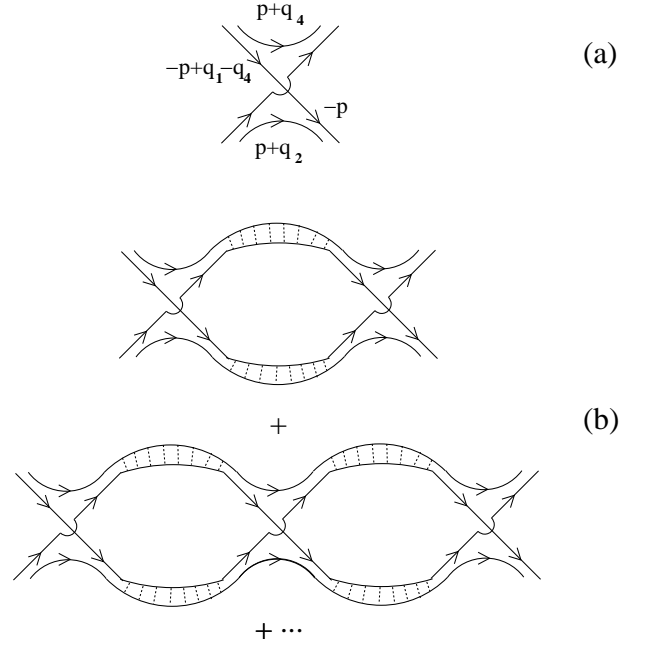 p+q₄
(a)
−p+q₁−q₄
−p
p+q₂
+
(b)
+ ...